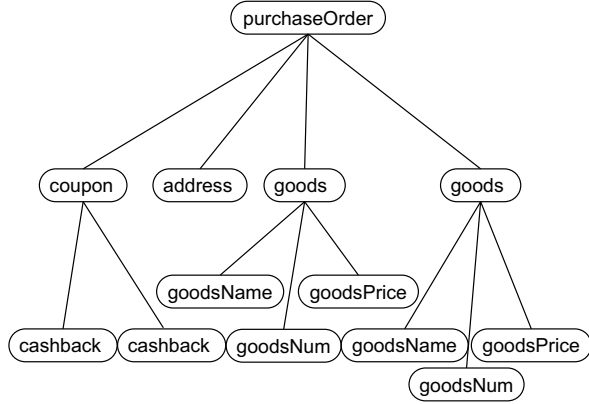 purchaseOrder
coupon address goods goods
goodsName goodsPrice
cashback cashback goodsNum goodsName goodsPrice
goodsNum